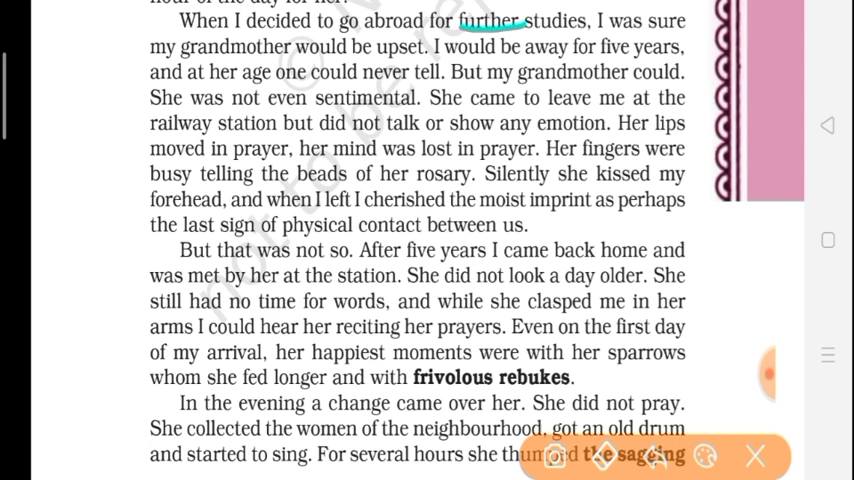 hour of the day for her.
When I decided to go abroad for further studies, I was sure
my grandmother would be upset. I would be away for five years,
and at her age one could never tell. But my grandmother could.
She was not even sentimental. She came to leave me at the
railway station but did not talk or show any emotion. Her lips
moved in prayer, her mind was lost in prayer. Her fingers were
busy telling the beads of her rosary. Silently she kissed my
forehead, and when I left I cherished the moist imprint as perhaps
the last sign of physical contact between us.
But that was not so. After five years I came back home and
was met by her at the station. She did not look a day older. She
still had no time for words, and while she clasped me in her
arms I could hear her reciting her prayers. Even on the first day
of my arrival, her happiest moments were with her sparrows
whom she fed longer and with frivolous rebukes.
In the evening a change came over her. She did not pray.
She collected the women of the neighbourhood, got an old drum
and started to sing. For several hours she thumped the sagging